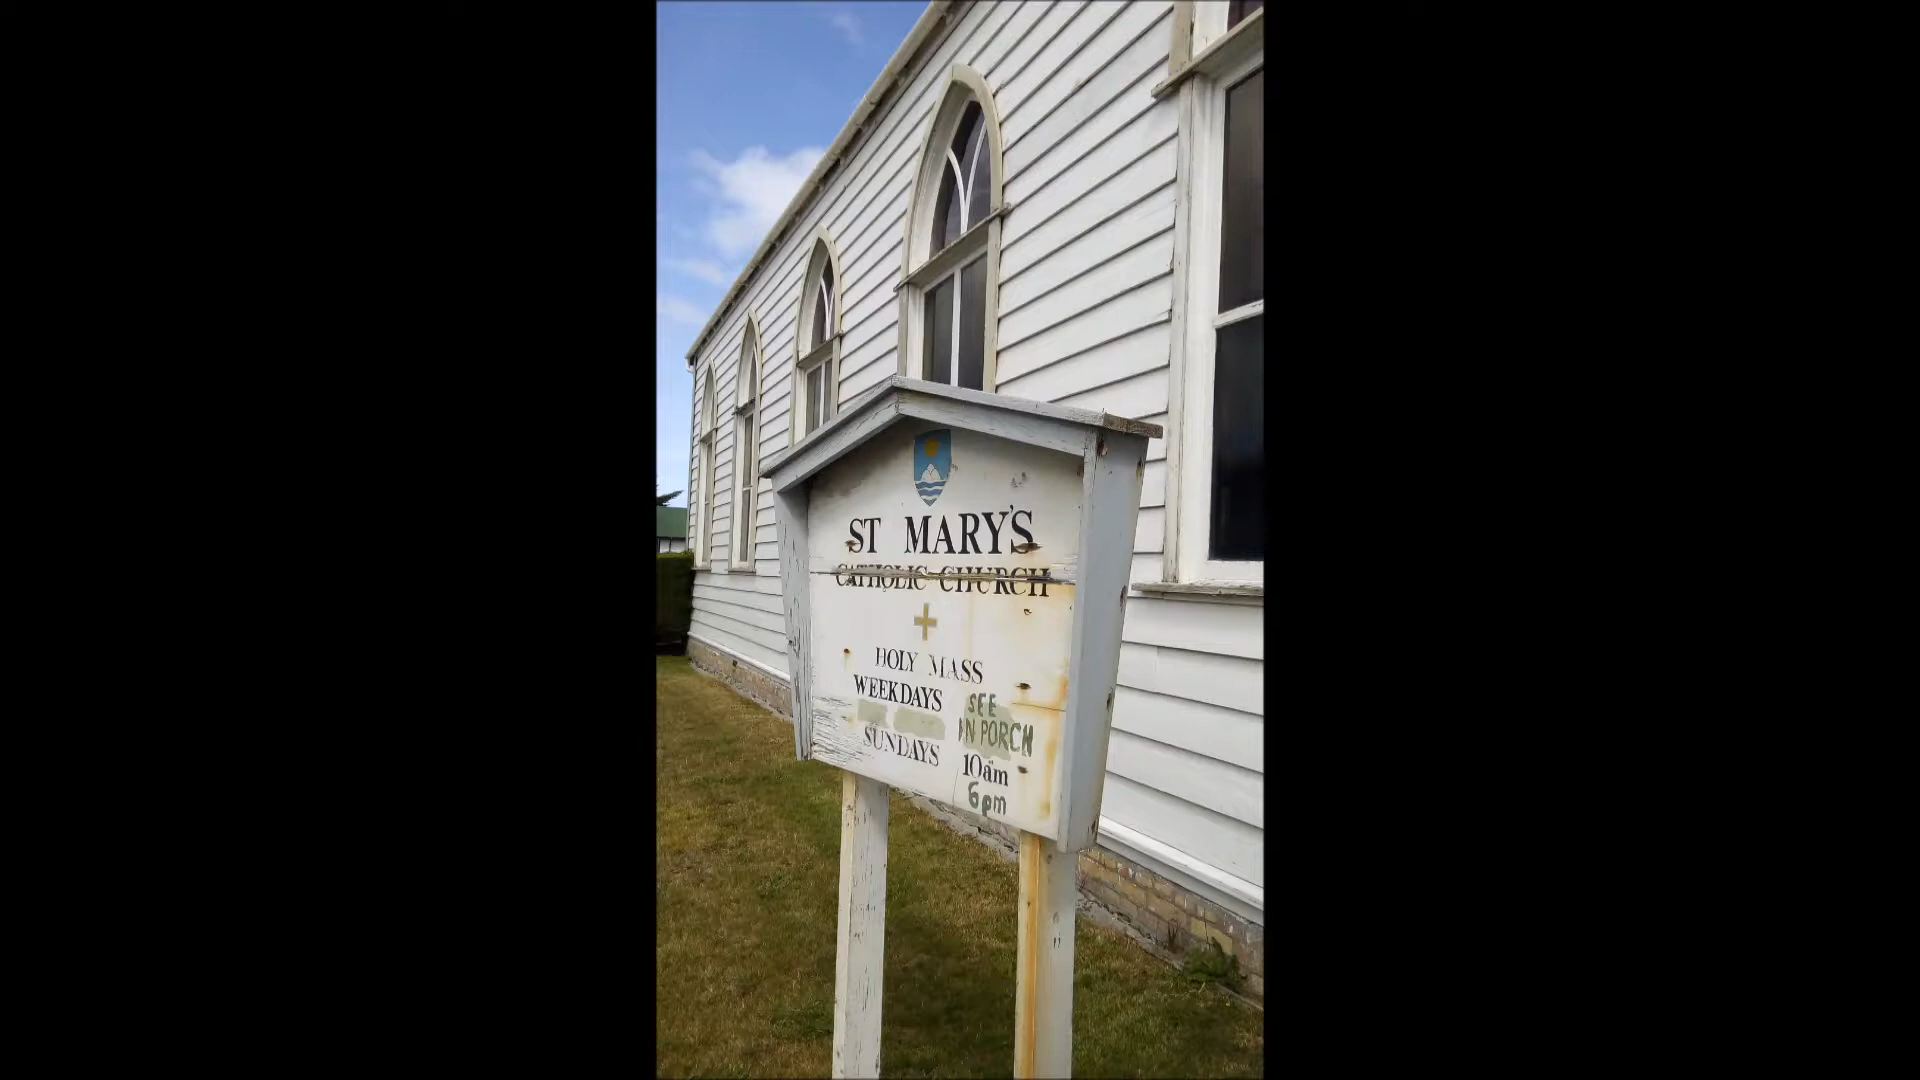 ST MARY'S
CATHOLIC CHURCH
HOLY MASS
WEEKDAYS SEE
IN PORCH
SUNDAYS 10am
6pm